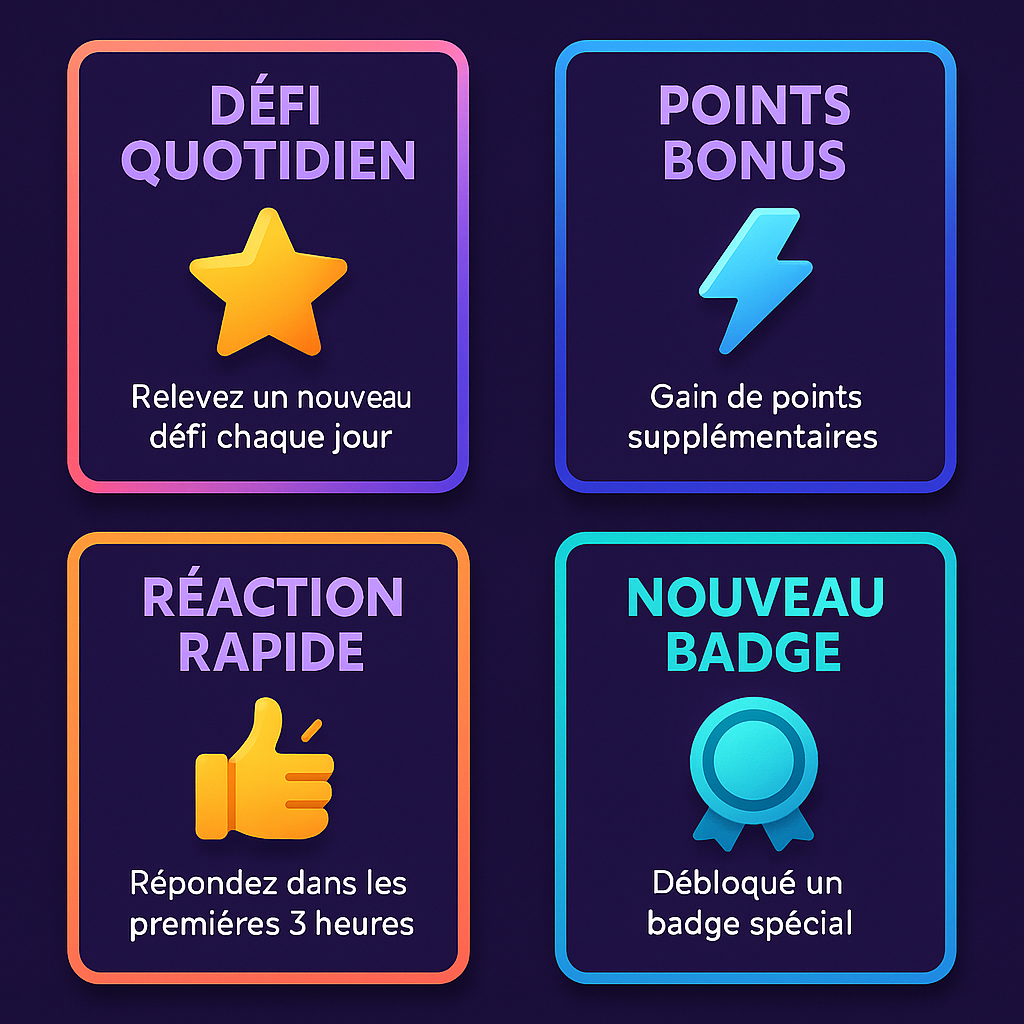 DÉFI
QUOTIDIEN
Relevez un nouveau
défi chaque jour
POINTS
BONUS
Gain de points
supplémentaires
RÉACTION
RAPIDE
Répondez dans les
premiéres 3 heures
NOUVEAU
BADGE
Débloqué un
badge spécial